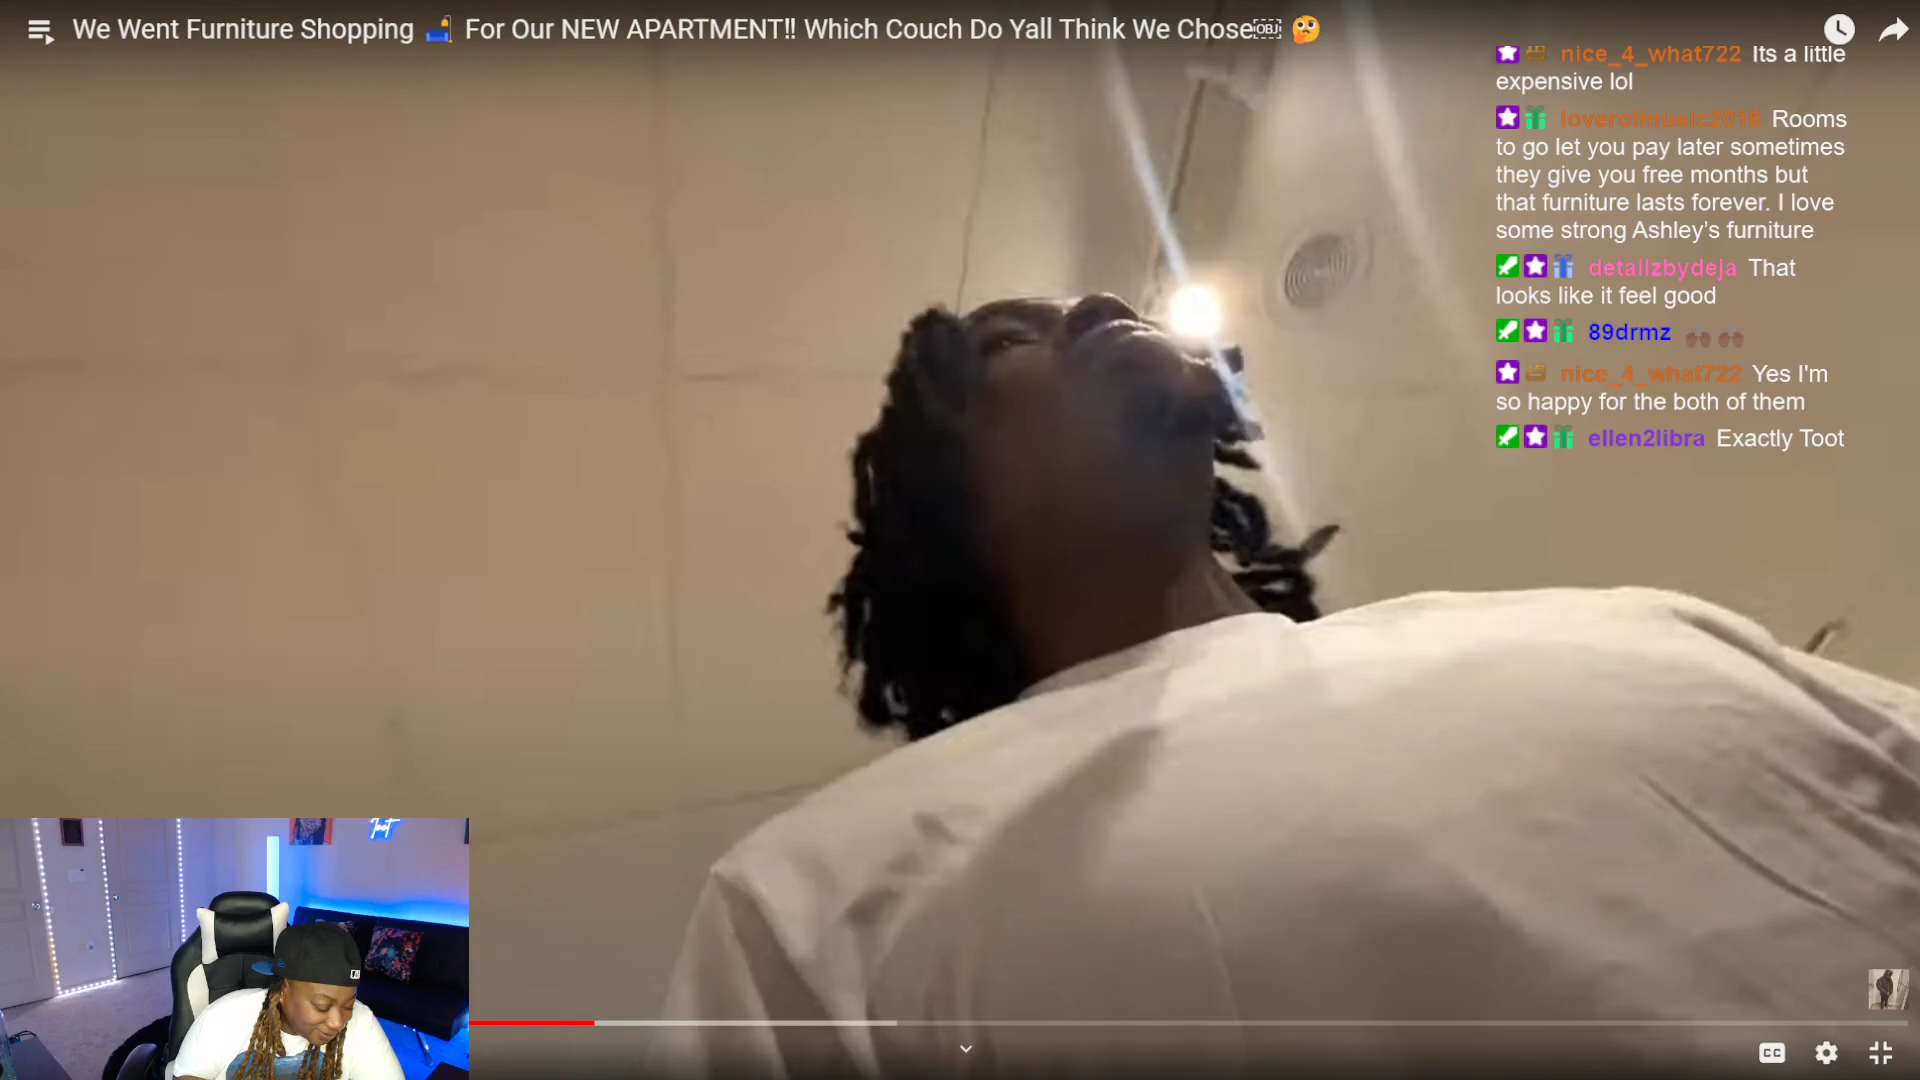 We Went Furniture Shopping 🛋️ For Our NEW APARTMENT!! Which Couch Do Yall Think We Chose￼ 🤔
nice_4_what722 Its a little
expensive lol
loverofmusic2016 Rooms
to go let you pay later sometimes
they give you free months but
that furniture lasts forever. I love
some strong Ashley’s furniture
detailzbydeja That
looks like it feel good
89drmz
nice_4_what722 Yes I'm
so happy for the both of them
ellen2libra Exactly Toot
Toot
CC